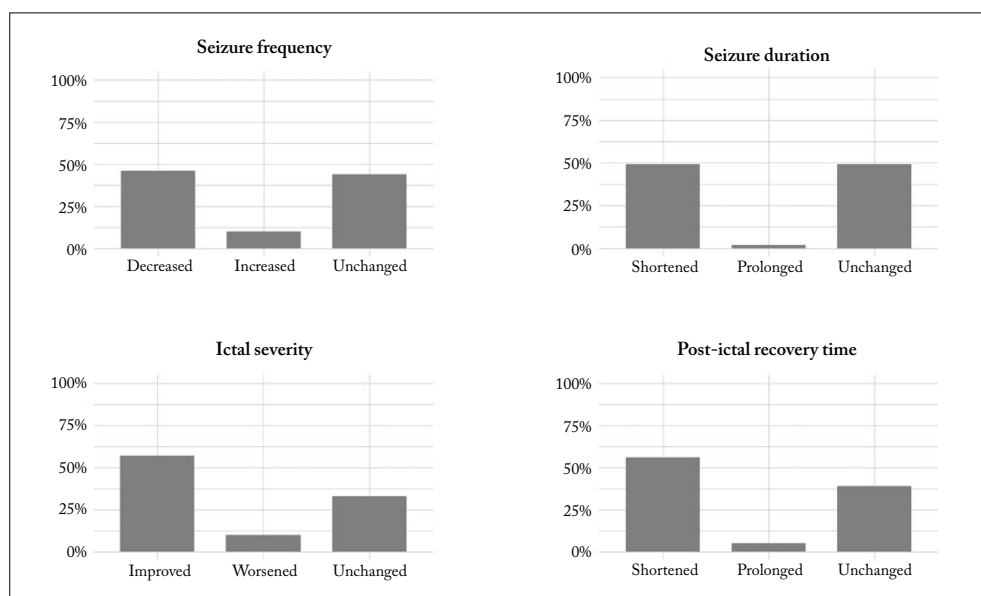 Seizure frequency
100%
75%
50%
25%
0%
Decreased Increased Unchanged
Seizure duration
100%
75%
50%
25%
0%
Shortened Prolonged Unchanged
Ictal severity
100%
75%
50%
25%
0%
Improved Worsened Unchanged
Post-ictal recovery time
100%
75%
50%
25%
0%
Shortened Prolonged Unchanged